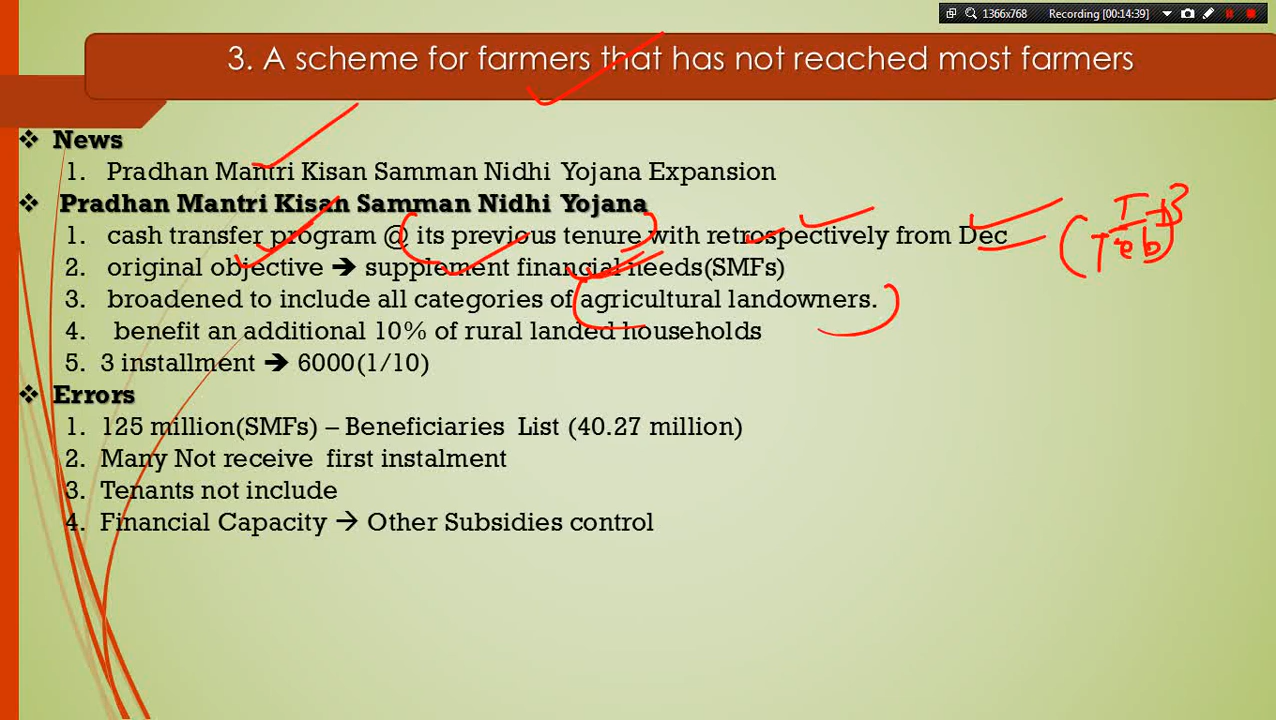 1366x768 Recording [00:14:39]
3. A scheme for farmers that has not reached most farmers
❖ News
1. Pradhan Mantri Kisan Samman Nidhi Yojana Expansion
❖ Pradhan Mantri Kisan Samman Nidhi Yojana
1. cash transfer program @ its previous tenure with retrospectively from Dec
2. original objective ➔ supplement financial needs(SMFs)
3. broadened to include all categories of agricultural landowners.
4. benefit an additional 10% of rural landed households
5. 3 installment ➔ 6000(1/10)
❖ Errors
1. 125 million(SMFs) – Beneficiaries List (40.27 million)
2. Many Not receive first instalment
3. Tenants not include
4. Financial Capacity → Other Subsidies control